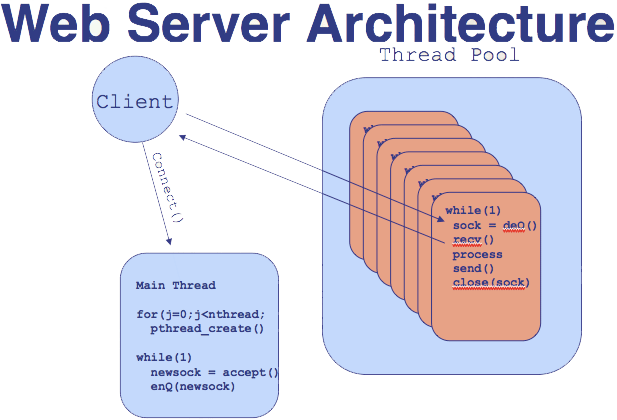 Web Server Architecture
Thread Pool
Client
Connect()
while(1)
sock = deQ()
recv()
process
send()
close(sock)
Main Thread
for(j=0;j<nthread;
pthread_create()
while(1)
newsock = accept()
enQ(newsock)